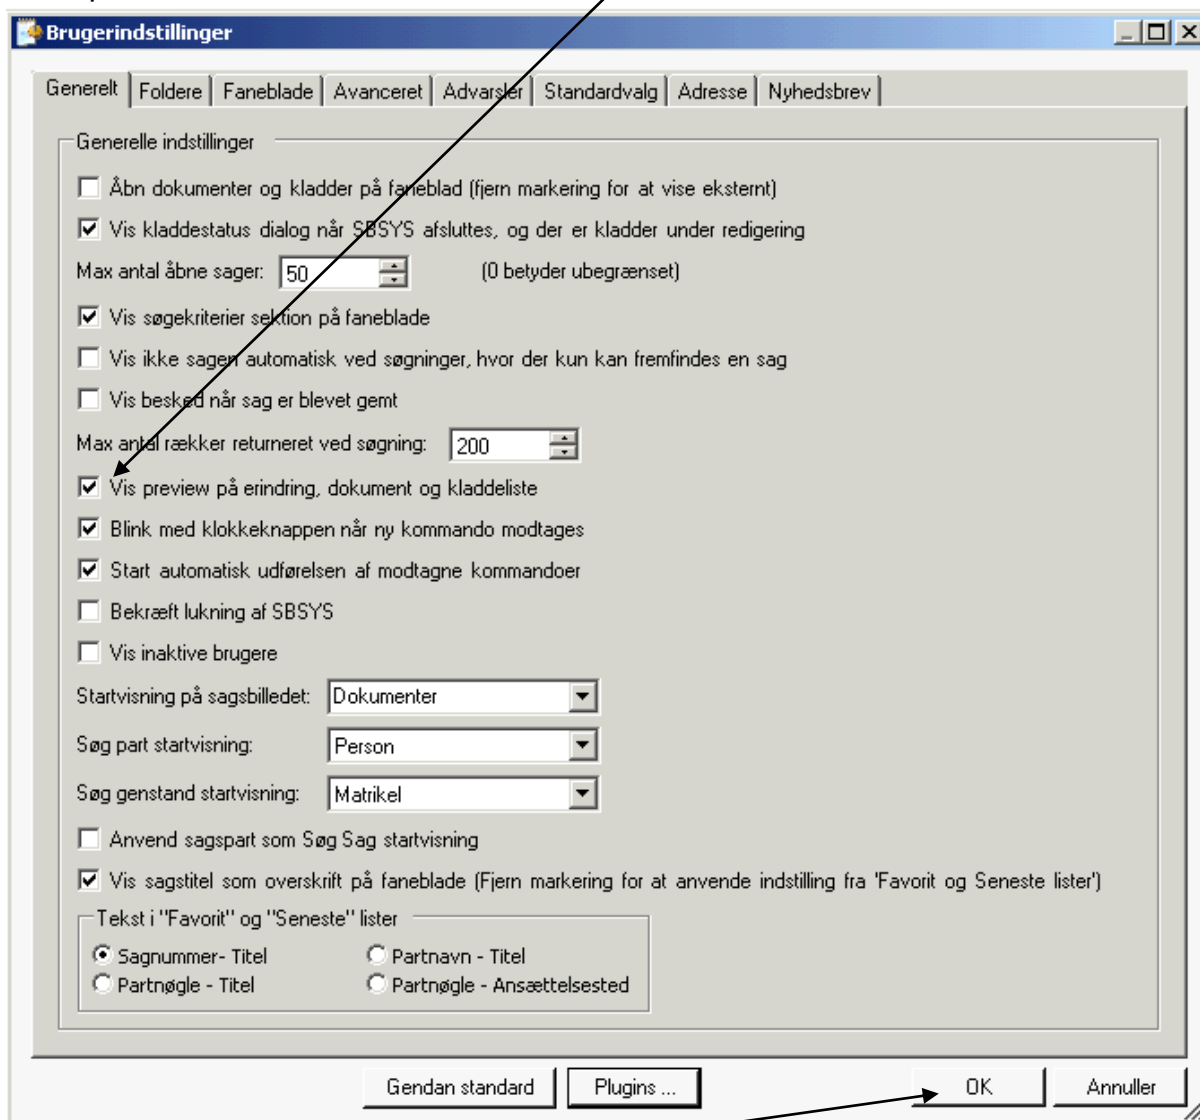 Brugerindstillinger
Generelt Foldere Faneblade Avanceret Advarsler Standardvalg Adresse Nyhedsbrev
Generelle indstillinger
Åbn dokumenter og kladder på faneblad (fjern markering for at vise eksternt)
Vis kladdestatus dialog når SBSYS afsluttes, og der er kladder under redigering
Max antal åbne sager: 50 (0 betyder ubegrænset)
Vis søgekriterier sektion på faneblade
Vis ikke sagen automatisk ved søgninger, hvor der kun kan fremfindes en sag
Vis besked når sag er blevet gemt
Max antal rækker returneret ved søgning: 200
Vis preview på erindring, dokument og kladdeliste
Blink med klokkeknappen når ny kommando modtages
Start automatisk udførelsen af modtagne kommandoer
Bekræft lukning af SBSYS
Vis inaktive brugere
Startvisning på sagsbilledet: Dokumenter
Søg part startvisning: Person
Søg genstand startvisning: Matrikel
Anvend sagspart som Søg Sag startvisning
Vis sagstitel som overskrift på faneblade (Fjern markering for at anvende indstilling fra 'Favorit og Seneste lister')
Tekst i "Favorit" og "Seneste" lister
Sagnummer- Titel Partnavn - Titel
Partnøgle - Titel Partnøgle - Ansættelsested
Gendan standard Plugins ... OK Annuller